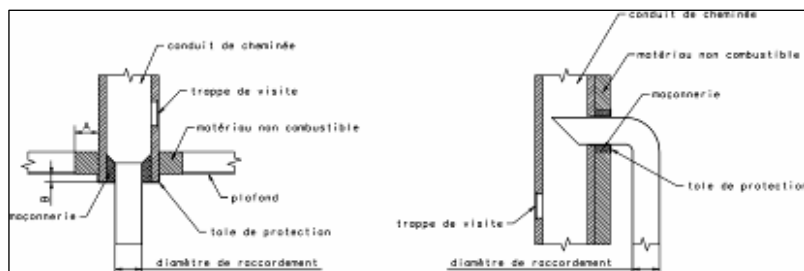 conduit de cheminée
trappe de visite
matériau non combustible
A
B
plafond
maçonnerie
tole de protection
diamètre de raccordement
conduit de cheminée
matériau non combustible
maçonnerie
tole de protection
trappe de visite
diamètre de raccordement